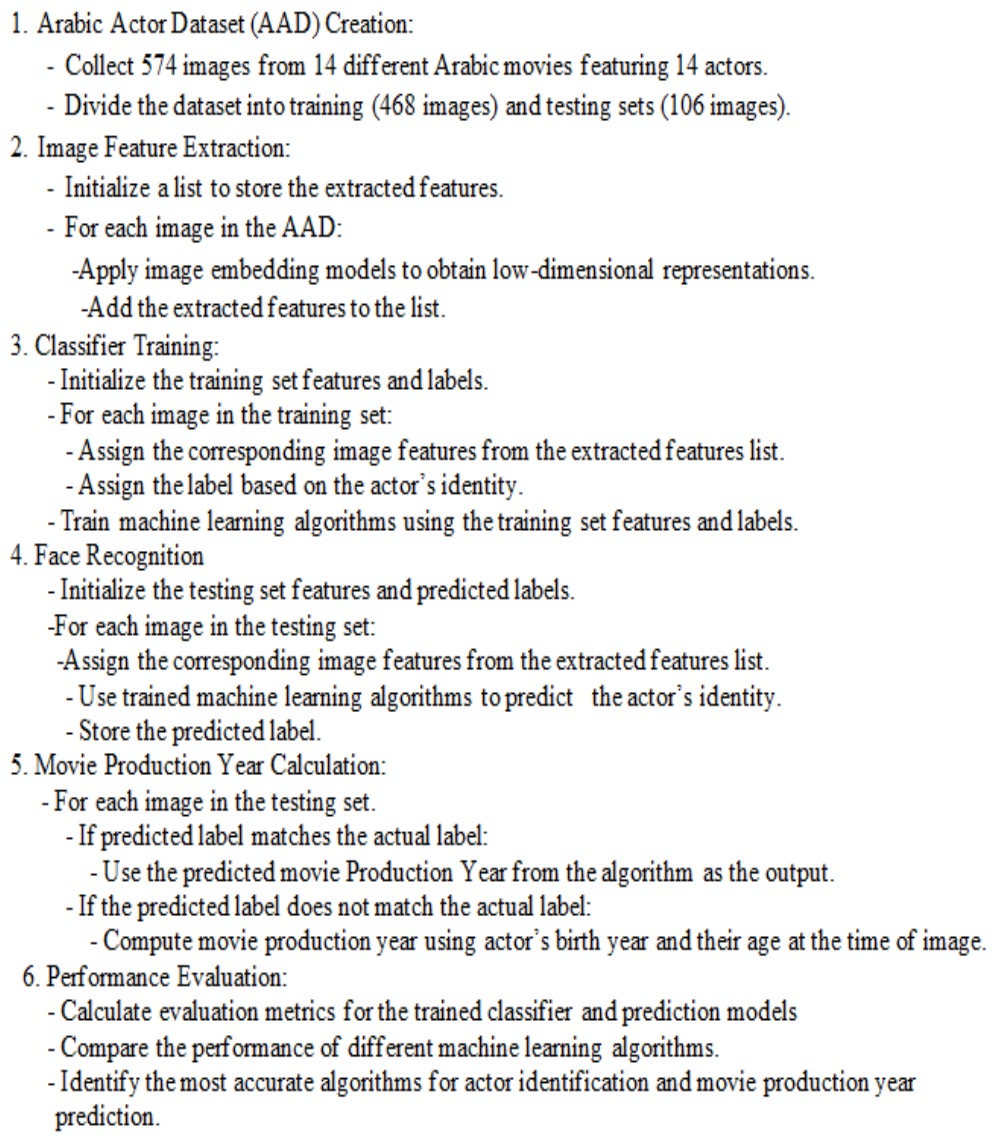 1. Arabic Actor Dataset (AAD) Creation:
- Collect 574 images from 14 different Arabic movies featuring 14 actors.
- Divide the dataset into training (468 images) and testing sets (106 images).
2. Image Feature Extraction:
- Initialize a list to store the extracted features.
- For each image in the AAD:
-Apply image embedding models to obtain low-dimensional representations.
-Add the extracted features to the list.
3. Classifier Training:
- Initialize the training set features and labels.
- For each image in the training set:
- Assign the corresponding image features from the extracted features list.
- Assign the label based on the actor's identity.
- Train machine learning algorithms using the training set features and labels.
4. Face Recognition
- Initialize the testing set features and predicted labels.
-For each image in the testing set:
-Assign the corresponding image features from the extracted features list.
- Use trained machine learning algorithms to predict the actor's identity.
- Store the predicted label.
5. Movie Production Year Calculation:
- For each image in the testing set.
- If predicted label matches the actual label:
- Use the predicted movie Production Year from the algorithm as the output.
- If the predicted label does not match the actual label:
- Compute movie production year using actor's birth year and their age at the time of image.
6. Performance Evaluation:
- Calculate evaluation metrics for the trained classifier and prediction models
- Compare the performance of different machine learning algorithms.
- Identify the most accurate algorithms for actor identification and movie production year
prediction.